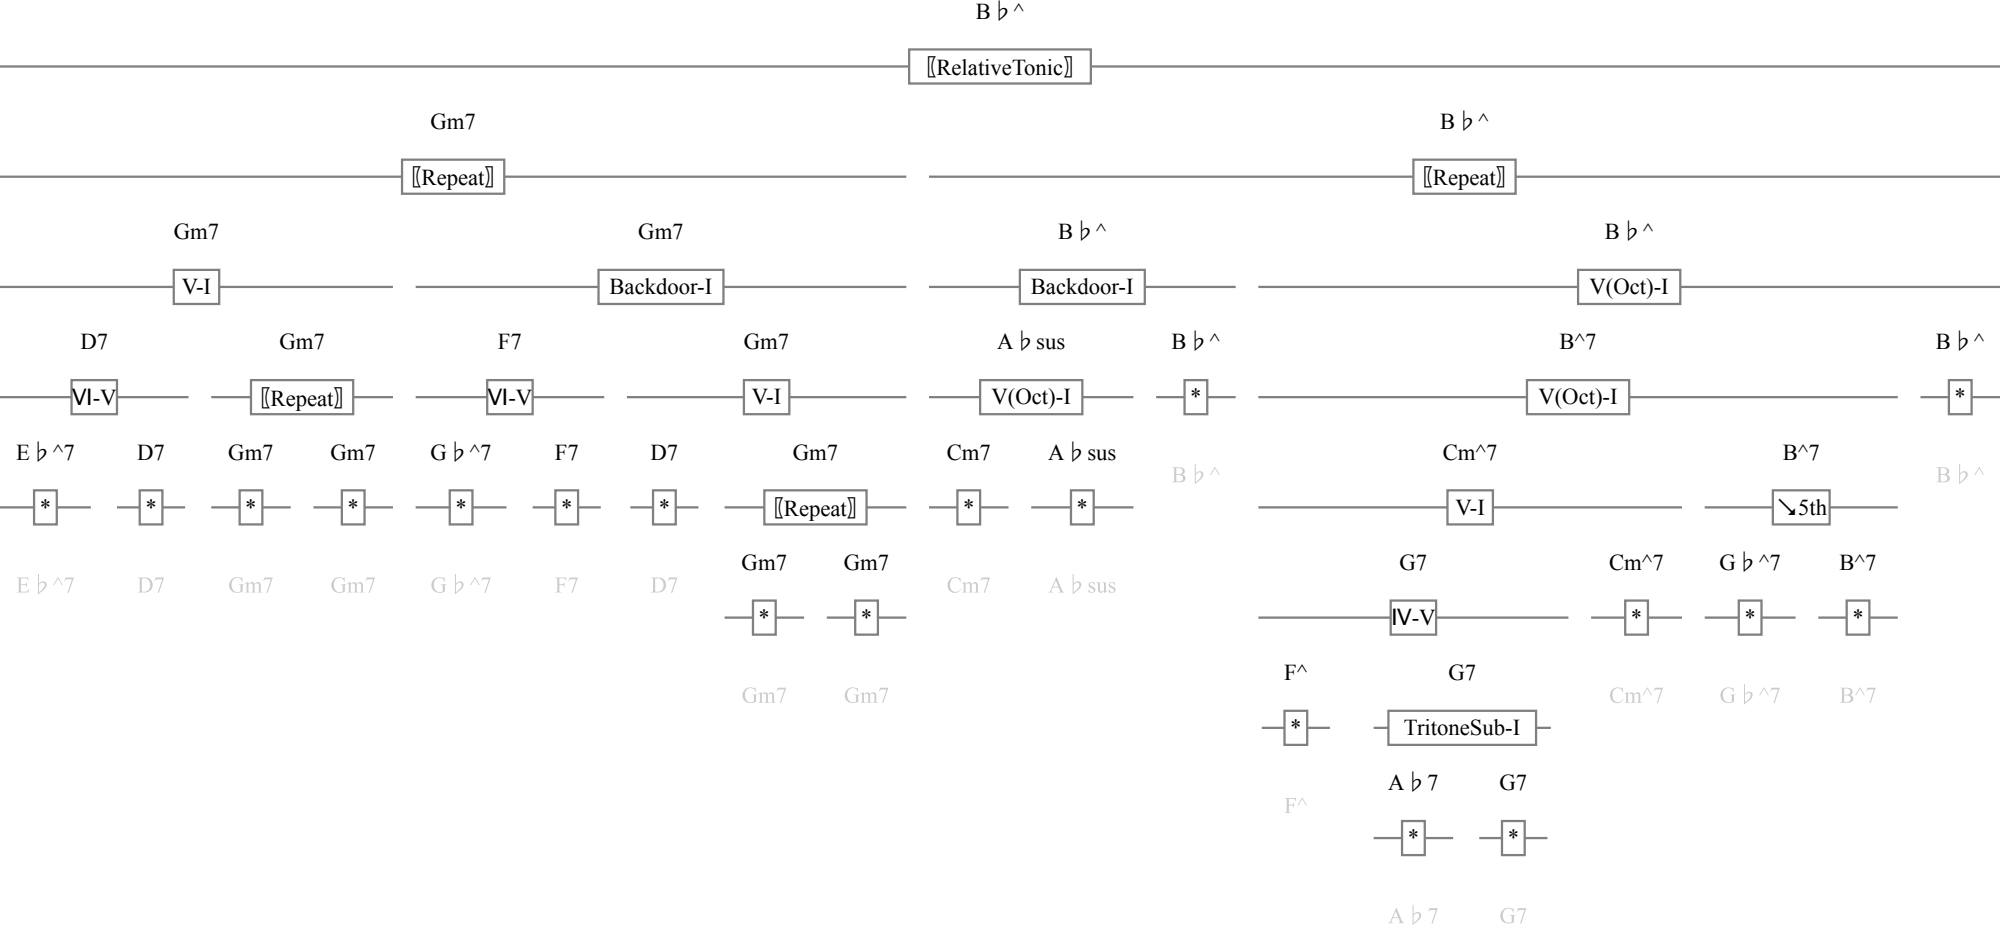 B♭^
⟦RelativeTonic⟧
Gm7 B♭^
⟦Repeat⟧ ⟦Repeat⟧
Gm7 Gm7 B♭^ B♭^
V-I Backdoor-I Backdoor-I V(Oct)-I
D7 Gm7 F7 Gm7 A♭sus B♭^ B^7 B♭^
Ⅵ-V ⟦Repeat⟧ Ⅵ-V V-I V(Oct)-I * V(Oct)-I *
E♭^7 D7 Gm7 Gm7 G♭^7 F7 D7 Gm7 Cm7 A♭sus B♭^ Cm^7 B^7 B♭^
* * * * * * * ⟦Repeat⟧ * * V-I ↘5th
E♭^7 D7 Gm7 Gm7 G♭^7 F7 D7 Gm7 Gm7 Cm7 A♭sus G7 Cm^7 G♭^7 B^7
* * Ⅳ-V * * *
Gm7 Gm7 F^ G7 Cm^7 G♭^7 B^7
* TritoneSub-I
F^ A♭7 G7
* *
A♭7 G7